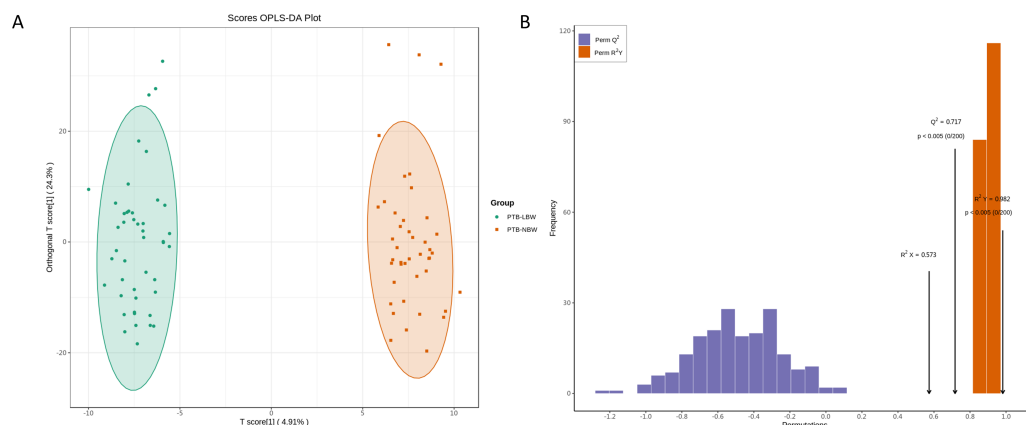 A
Scores OPLS-DA Plot
Orthogonal T score[1] ( 24.3% )
20
0
-20
-10
-5
0
5
10
T score[1] ( 4.91% )
Group
PTB-LBW
PTB-NBW
B
Perm Q²
Perm R²Y
Frequency
120
90
60
30
0
Q² = 0.717
p < 0.005 (0/200)
R² Y = 0.982
p < 0.005 (0/200)
R² X = 0.573
-1.2
-1.0
-0.8
-0.6
-0.4
-0.2
0.0
0.2
0.4
0.6
0.8
1.0
Permutations